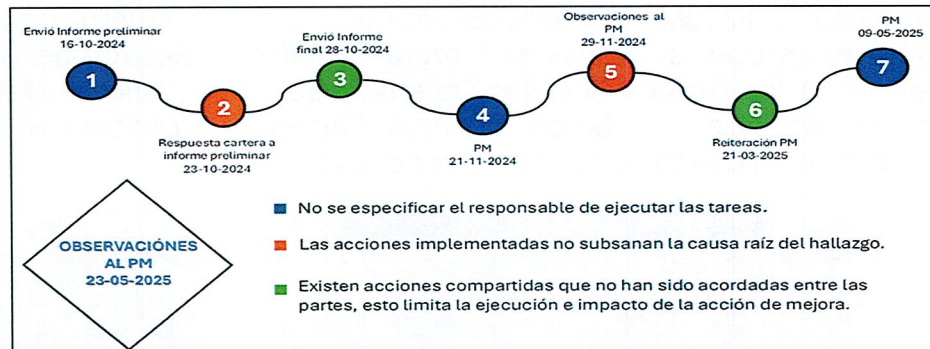 Envió Informe preliminar
16-10-2024
1
2
Respuesta cartera a
informe preliminar
23-10-2024
Envió Informe
final 28-10-2024
3
4
PM
21-11-2024
Observaciones al
PM
29-11-2024
5
6
Reiteración PM
21-03-2025
PM
09-05-2025
7
OBSERVACIÓNES
AL PM
23-05-2025
No se especificar el responsable de ejecutar las tareas.
Las acciones implementadas no subsanan la causa raíz del hallazgo.
Existen acciones compartidas que no han sido acordadas entre las
partes, esto limita la ejecución e impacto de la acción de mejora.